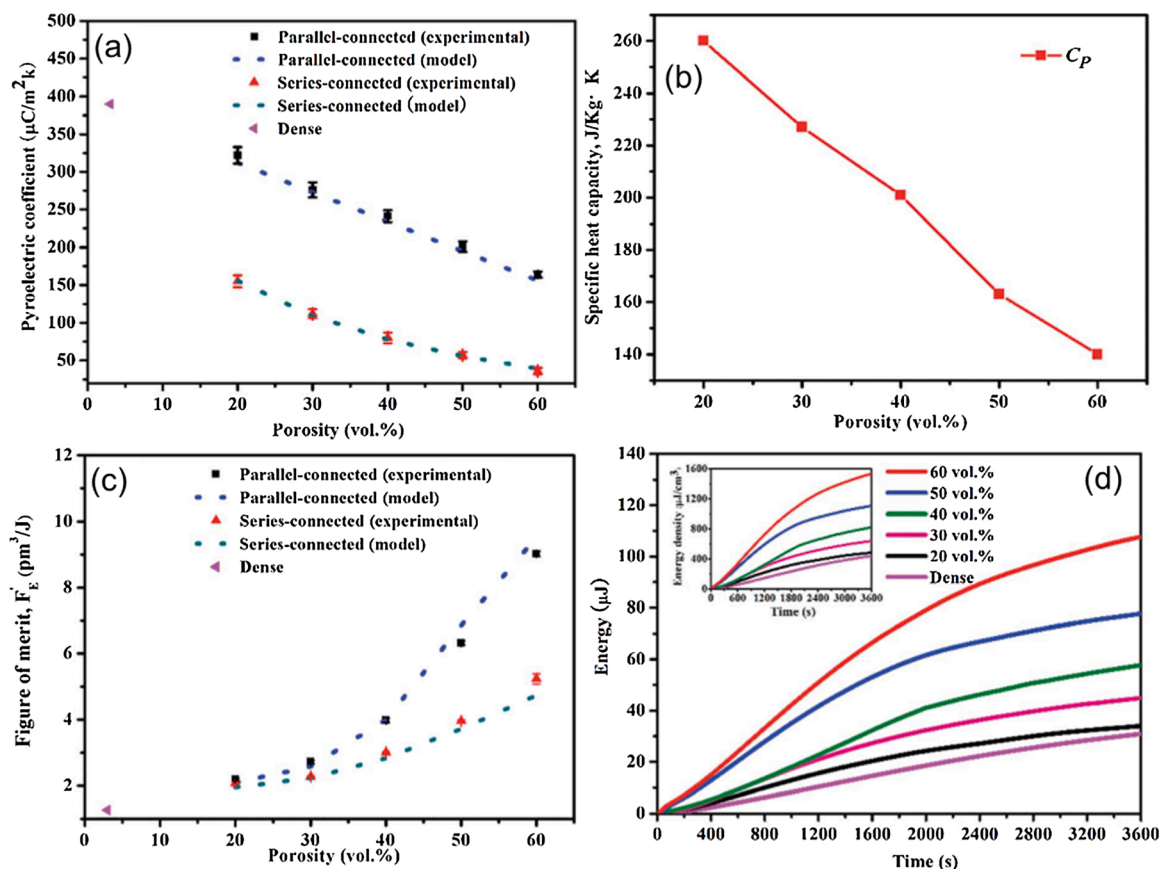 (a)
Parallel-connected (experimental)
Parallel-connected (model)
Series-connected (experimental)
Series-connected (model)
Dense
Pyroelectric coefficient (μC/m²k)
500
450
400
350
300
250
200
150
100
50
0 10 20 30 40 50 60
Porosity (vol.%)
(b)
C_P
Specific heat capacity, J/Kg· K
260
240
220
200
180
160
140
20 30 40 50 60
Porosity (vol.%)
(c)
Parallel-connected (experimental)
Parallel-connected (model)
Series-connected (experimental)
Series-connected (model)
Dense
Figure of merit, F'_E (pm³/J)
12
10
8
6
4
2
0 10 20 30 40 50 60
Porosity (vol.%)
(d)
60 vol.%
50 vol.%
40 vol.%
30 vol.%
20 vol.%
Dense
Energy (μJ)
140
120
100
80
60
40
20
0
0 400 800 1200 1600 2000 2400 2800 3200 3600
Time (s)
Energy density (μJ/cm³)
1600
1200
800
400
0
0 600 1200 1800 2400 3000 3600
Time (s)